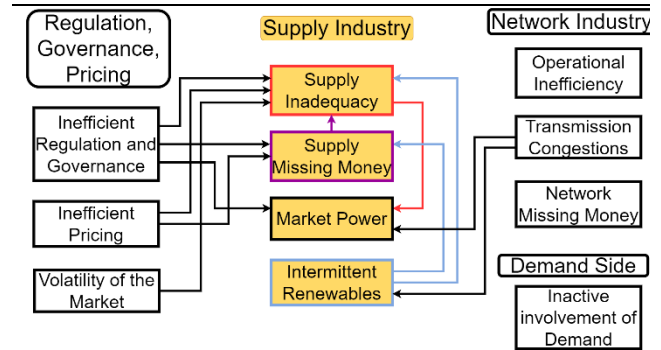 Regulation,
Governance,
Pricing
Inefficient
Regulation and
Governance
Inefficient
Pricing
Volatility of the
Market
Supply Industry
Supply
Inadequacy
Supply
Missing Money
Market Power
Intermittent
Renewables
Network Industry
Operational
Inefficiency
Transmission
Congestions
Network
Missing Money
Demand Side
Inactive
involvement of
Demand